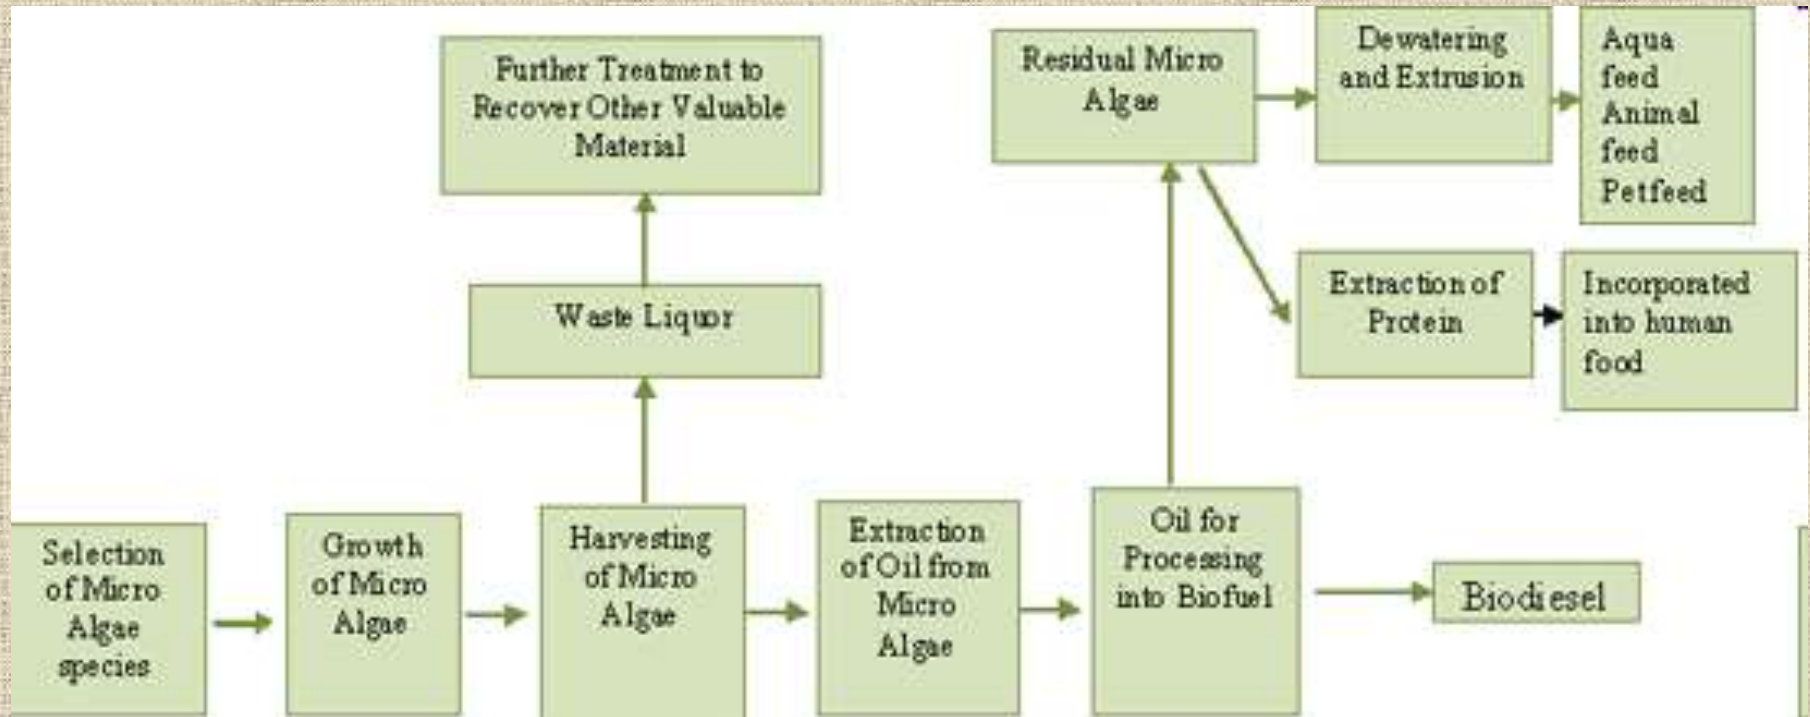 Further Treatment to
Recover Other Valuable
Material
Residual Micro
Algae
Dewatering
and Extrusion
Aqua
feed
Animal
feed
Petfeed
Waste Liquor
Extraction of
Protein
Incorporated
into human
food
Selection
of Micro
Algae
species
Growth
of Micro
Algae
Harvesting
of Micro
Algae
Extraction
of Oil from
Micro
Algae
Oil for
Processing
into Biofuel
Biodiesel